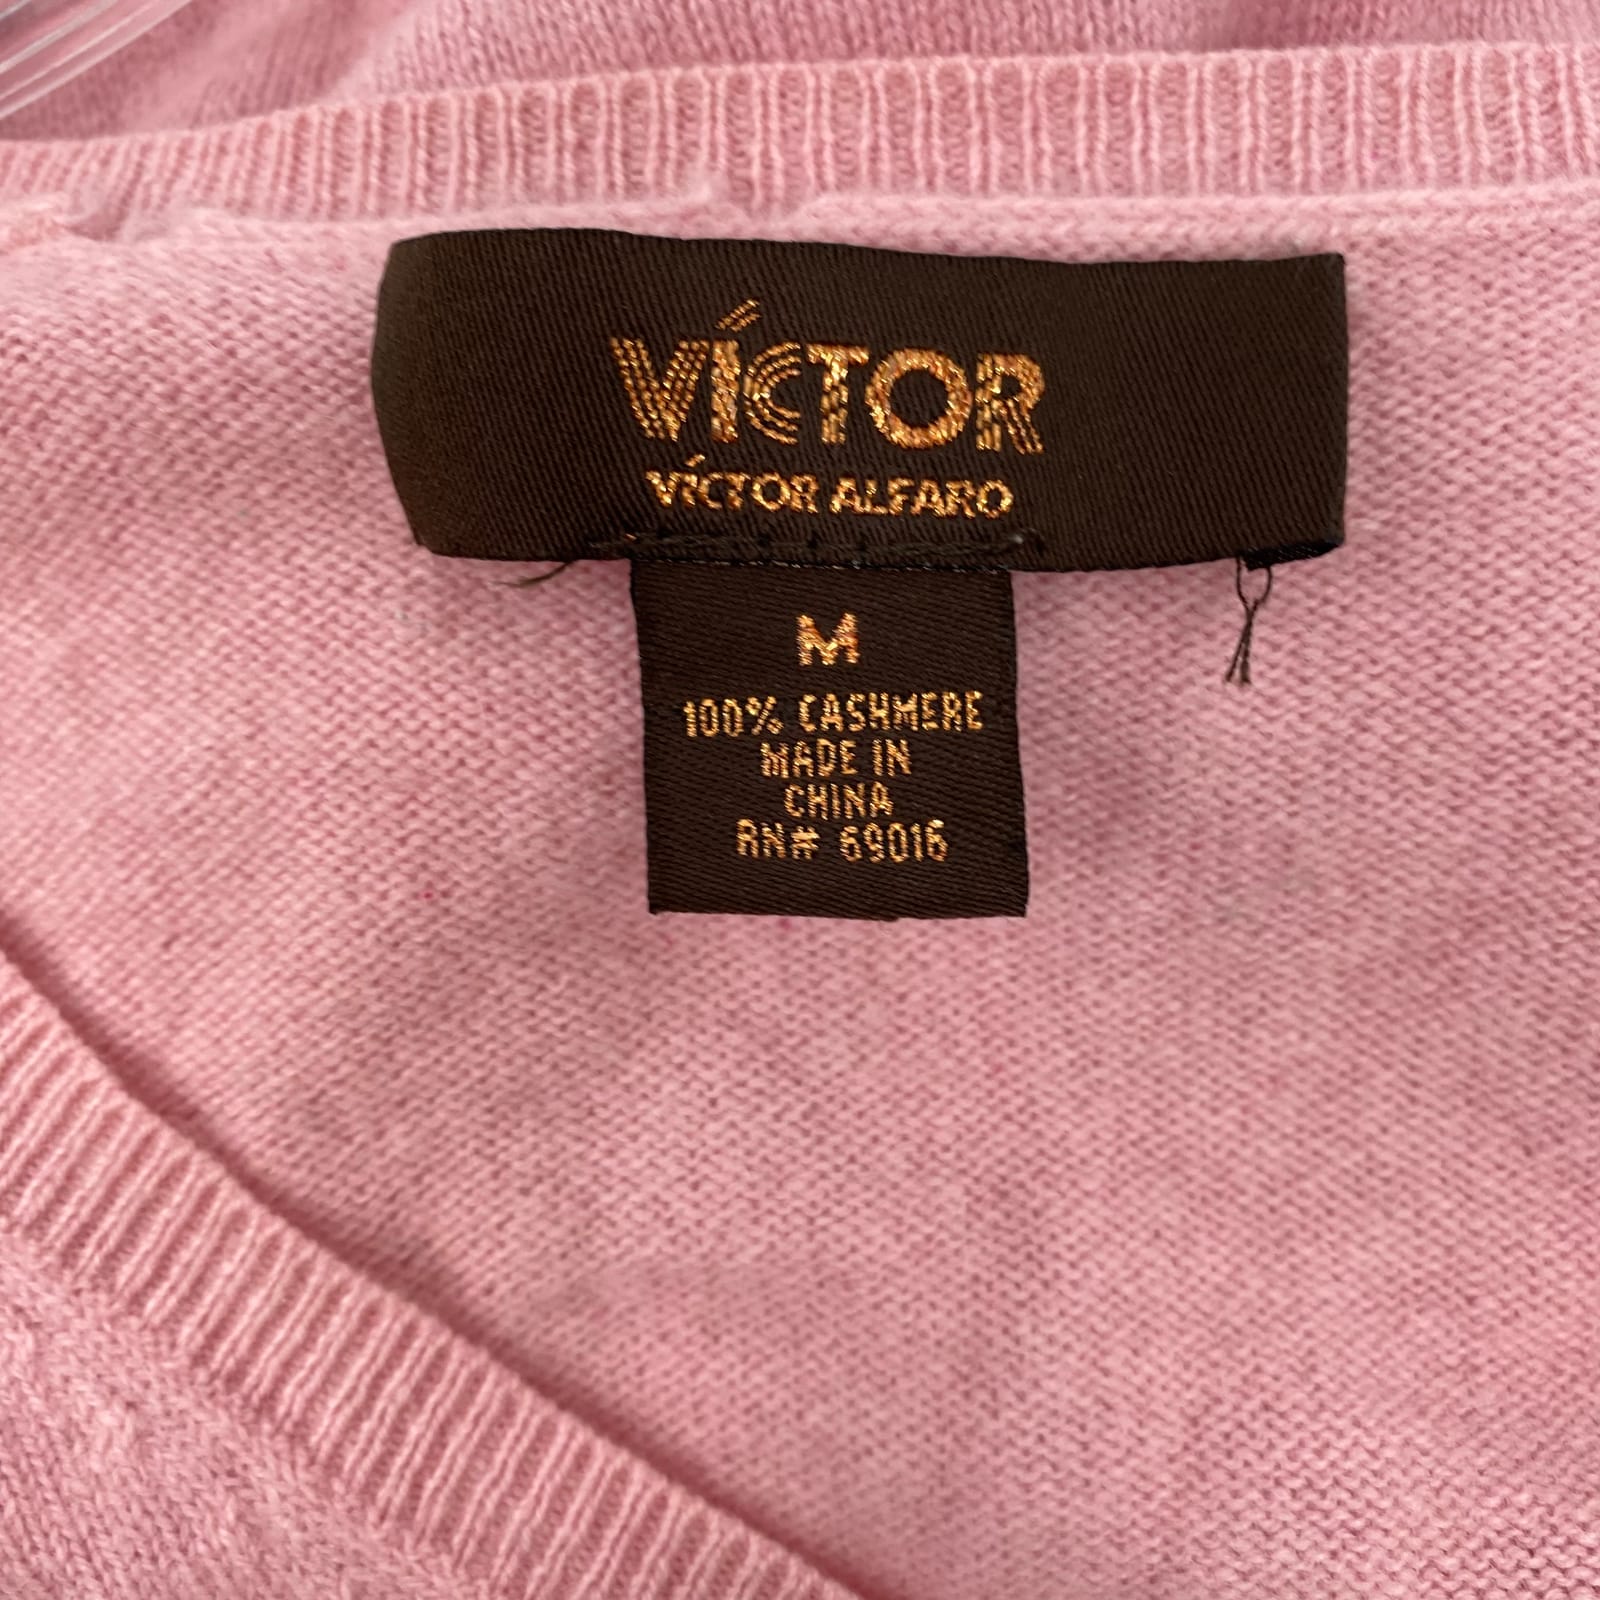 VÍCTOR
VÍCTOR ALFARO
M
100% CASHMERE
MADE IN
CHINA
RN# 69016